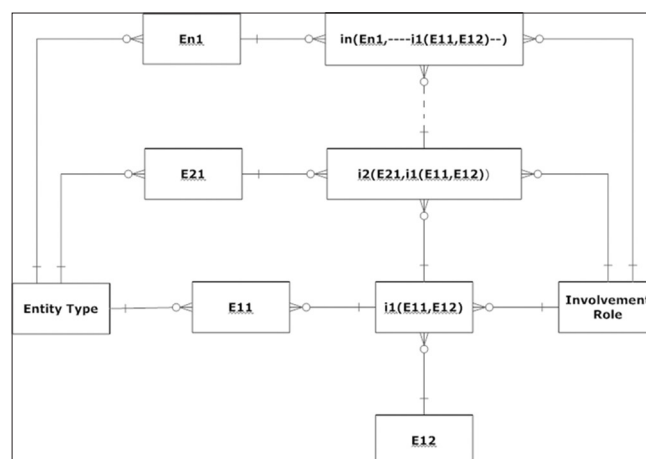 En1
in(En1,----i1(E11,E12)--)
E21
i2(E21,i1(E11,E12))
Entity Type
E11
i1(E11,E12)
Involvement
Role
E12